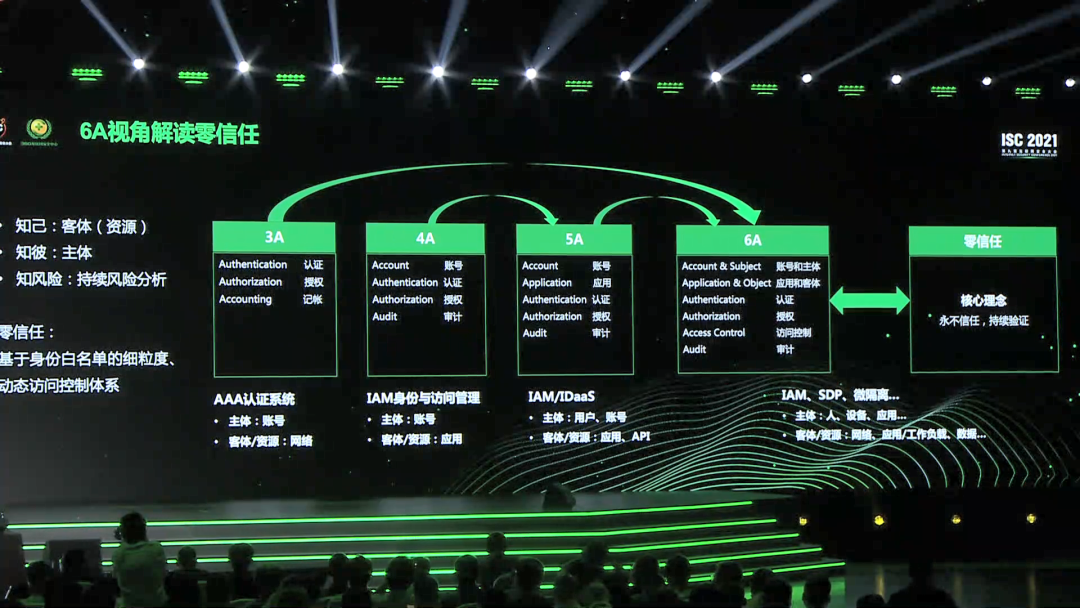 6A视角解读零信任
ISC 2021
知己：客体（资源）
知彼：主体
知风险：持续风险分析
零信任：
基于身份白名单的细粒度、
动态访问控制体系
3A
Authentication 认证
Authorization 授权
Accounting 记帐
AAA认证系统
• 主体：账号
• 客体/资源：网络
4A
Account 账号
Authentication 认证
Authorization 授权
Audit 审计
IAM身份与访问管理
• 主体：账号
• 客体/资源：应用
5A
Account 账号
Application 应用
Authentication 认证
Authorization 授权
Audit 审计
IAM/IDaaS
• 主体：用户、账号
• 客体/资源：应用、API
6A
Account & Subject 账号和主体
Application & Object 应用和客体
Authentication 认证
Authorization 授权
Access Control 访问控制
Audit 审计
IAM、SDP、微隔离...
• 主体：人、设备、应用...
• 客体/资源：网络、应用/工作负载、数据...
零信任
核心理念
永不信任，持续验证